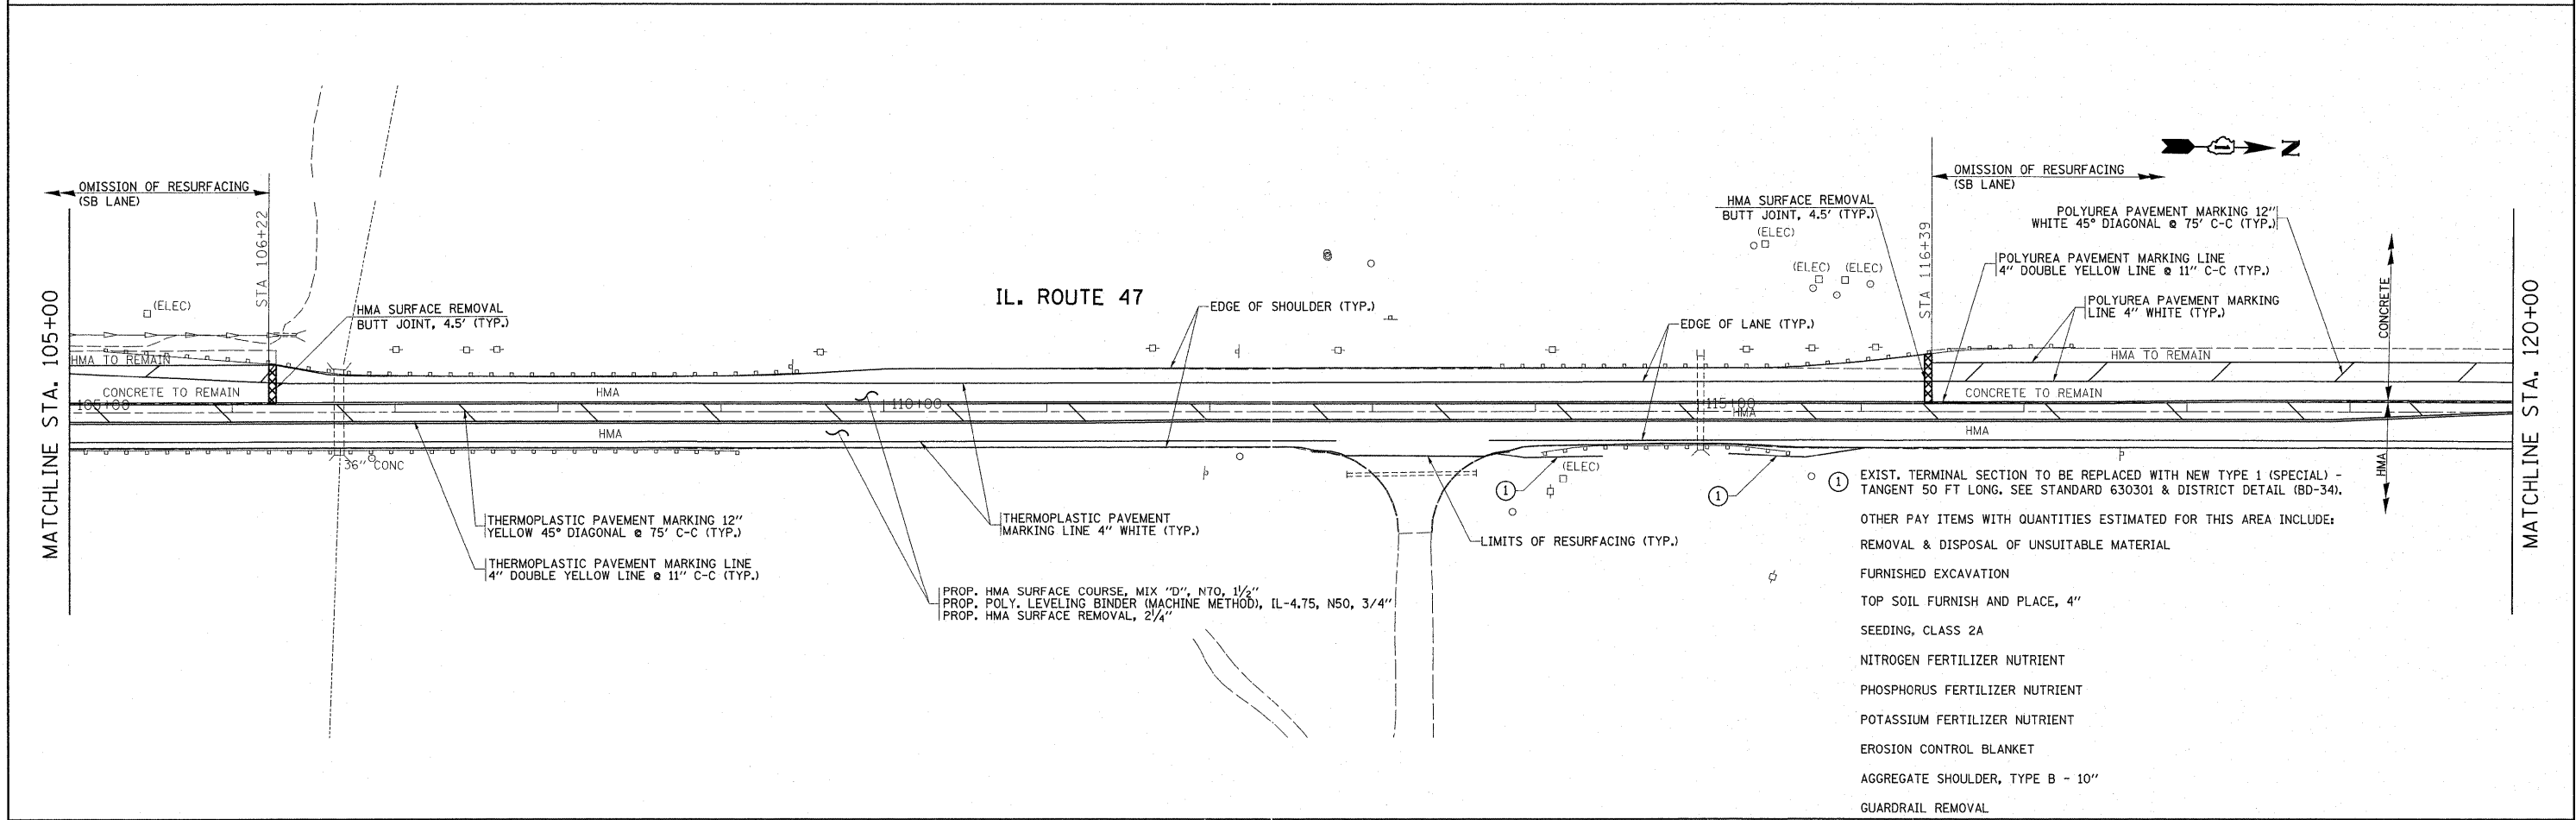 OMISSION OF RESURFACING
(SB LANE)
STA 106+22
MATCHLINE STA. 105+00
(ELEC)
HMA SURFACE REMOVAL
BUTT JOINT, 4.5' (TYP.)
HMA TO REMAIN
CONCRETE TO REMAIN
105+00
HMA
HMA
36" CONC
THERMOPLASTIC PAVEMENT MARKING 12"
YELLOW 45° DIAGONAL @ 75' C-C (TYP.)
THERMOPLASTIC PAVEMENT MARKING LINE
4" DOUBLE YELLOW LINE @ 11" C-C (TYP.)
IL. ROUTE 47
EDGE OF SHOULDER (TYP.)
110+00
THERMOPLASTIC PAVEMENT
MARKING LINE 4" WHITE (TYP.)
PROP. HMA SURFACE COURSE, MIX "D", N70, 1½"
PROP. POLY. LEVELING BINDER (MACHINE METHOD), IL-4.75, N50, 3/4"
PROP. HMA SURFACE REMOVAL, 2¼"
EDGE OF LANE (TYP.)
H
115+00
HMA
LIMITS OF RESURFACING (TYP.)
1
(ELEC)
1
HMA SURFACE REMOVAL
BUTT JOINT, 4.5' (TYP.)
(ELEC)
(ELEC) (ELEC)
STA 116+39
OMISSION OF RESURFACING
(SB LANE)
N
POLYUREA PAVEMENT MARKING 12"
WHITE 45° DIAGONAL @ 75' C-C (TYP.)
POLYUREA PAVEMENT MARKING LINE
4" DOUBLE YELLOW LINE @ 11" C-C (TYP.)
POLYUREA PAVEMENT MARKING
LINE 4" WHITE (TYP.)
HMA TO REMAIN
CONCRETE TO REMAIN
HMA
CONCRETE
HMA
MATCHLINE STA. 120+00
1 EXIST. TERMINAL SECTION TO BE REPLACED WITH NEW TYPE 1 (SPECIAL) -
TANGENT 50 FT LONG. SEE STANDARD 630301 & DISTRICT DETAIL (BD-34).
OTHER PAY ITEMS WITH QUANTITIES ESTIMATED FOR THIS AREA INCLUDE:
REMOVAL & DISPOSAL OF UNSUITABLE MATERIAL
FURNISHED EXCAVATION
TOP SOIL FURNISH AND PLACE, 4"
SEEDING, CLASS 2A
NITROGEN FERTILIZER NUTRIENT
PHOSPHORUS FERTILIZER NUTRIENT
POTASSIUM FERTILIZER NUTRIENT
EROSION CONTROL BLANKET
AGGREGATE SHOULDER, TYPE B - 10"
GUARDRAIL REMOVAL